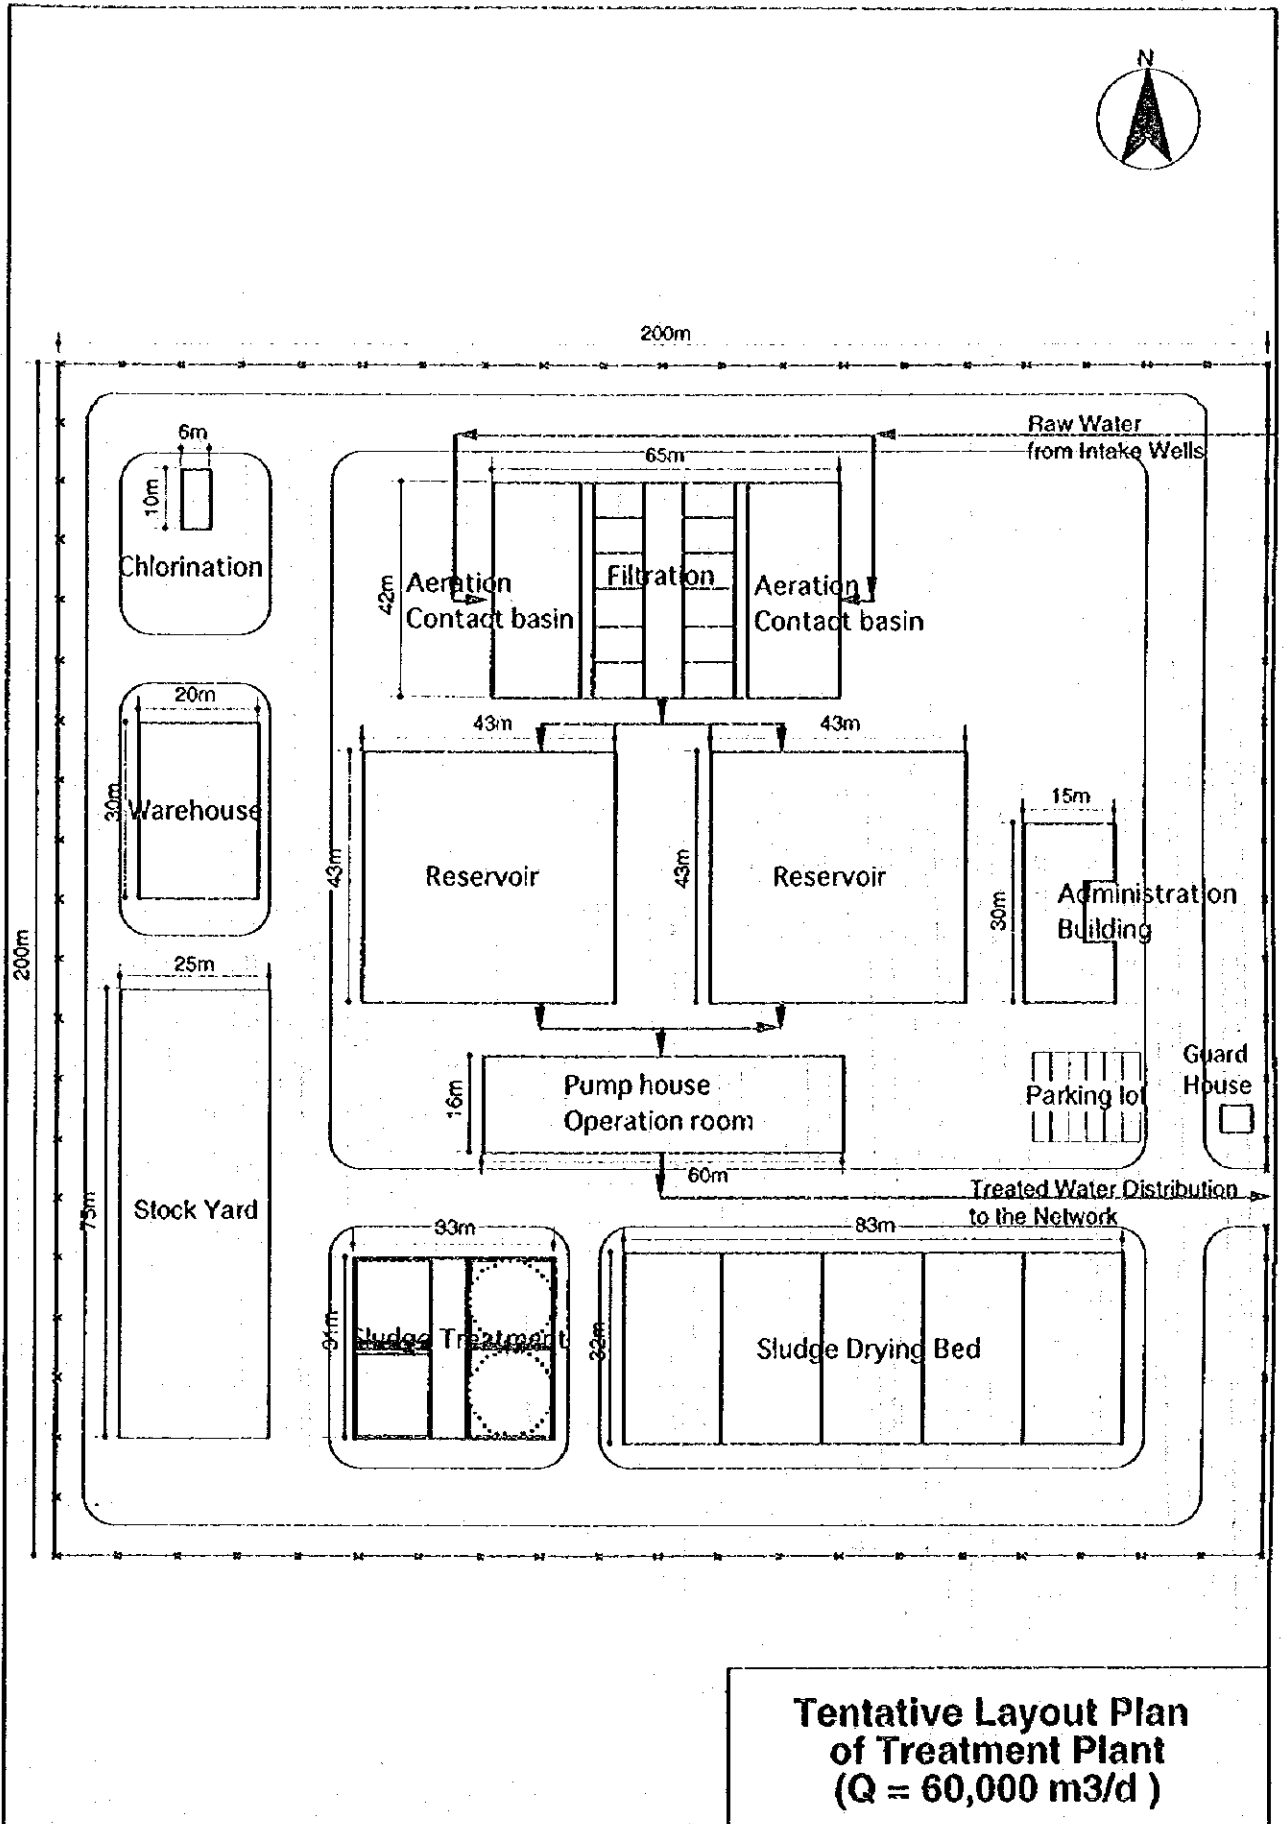 N
200m
Raw Water
from Intake Wells
6m
65m
10m
Chlorination
42m
Aeration
Contact basin
Filtration
Aeration
Contact basin
20m
43m
43m
30m
Warehouse
15m
43m
Reservoir
43m
Reservoir
30m
Administration
Building
200m
25m
Guard
House
16m
Pump house
Operation room
Parking lot
60m
75m
Stock Yard
Treated Water Distribution
to the Network
33m
83m
31m
Sludge Treatment
32m
Sludge Drying Bed
Tentative Layout Plan
of Treatment Plant
(Q = 60,000 m3/d )